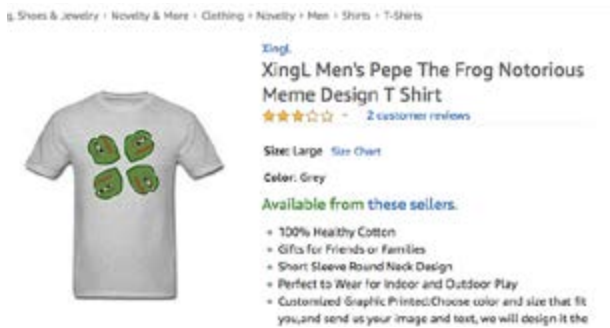 Shoes & Jewelry › Novelty & More › Clothing › Novelty › Men › Shirts › T-Shirts
XingL
XingL Men's Pepe The Frog Notorious
Meme Design T Shirt
2 customer reviews
Size: Large Size Chart
Color: Grey
Available from these sellers.
• 100% Healthy Cotton
• Gifts for Friends or Families
• Short Sleeve Round Neck Design
• Perfect to Wear for Indoor and Outdoor Play
• Customized Graphic Printed:Choose color and size that fit
you,and send us your image and text, we will design it the